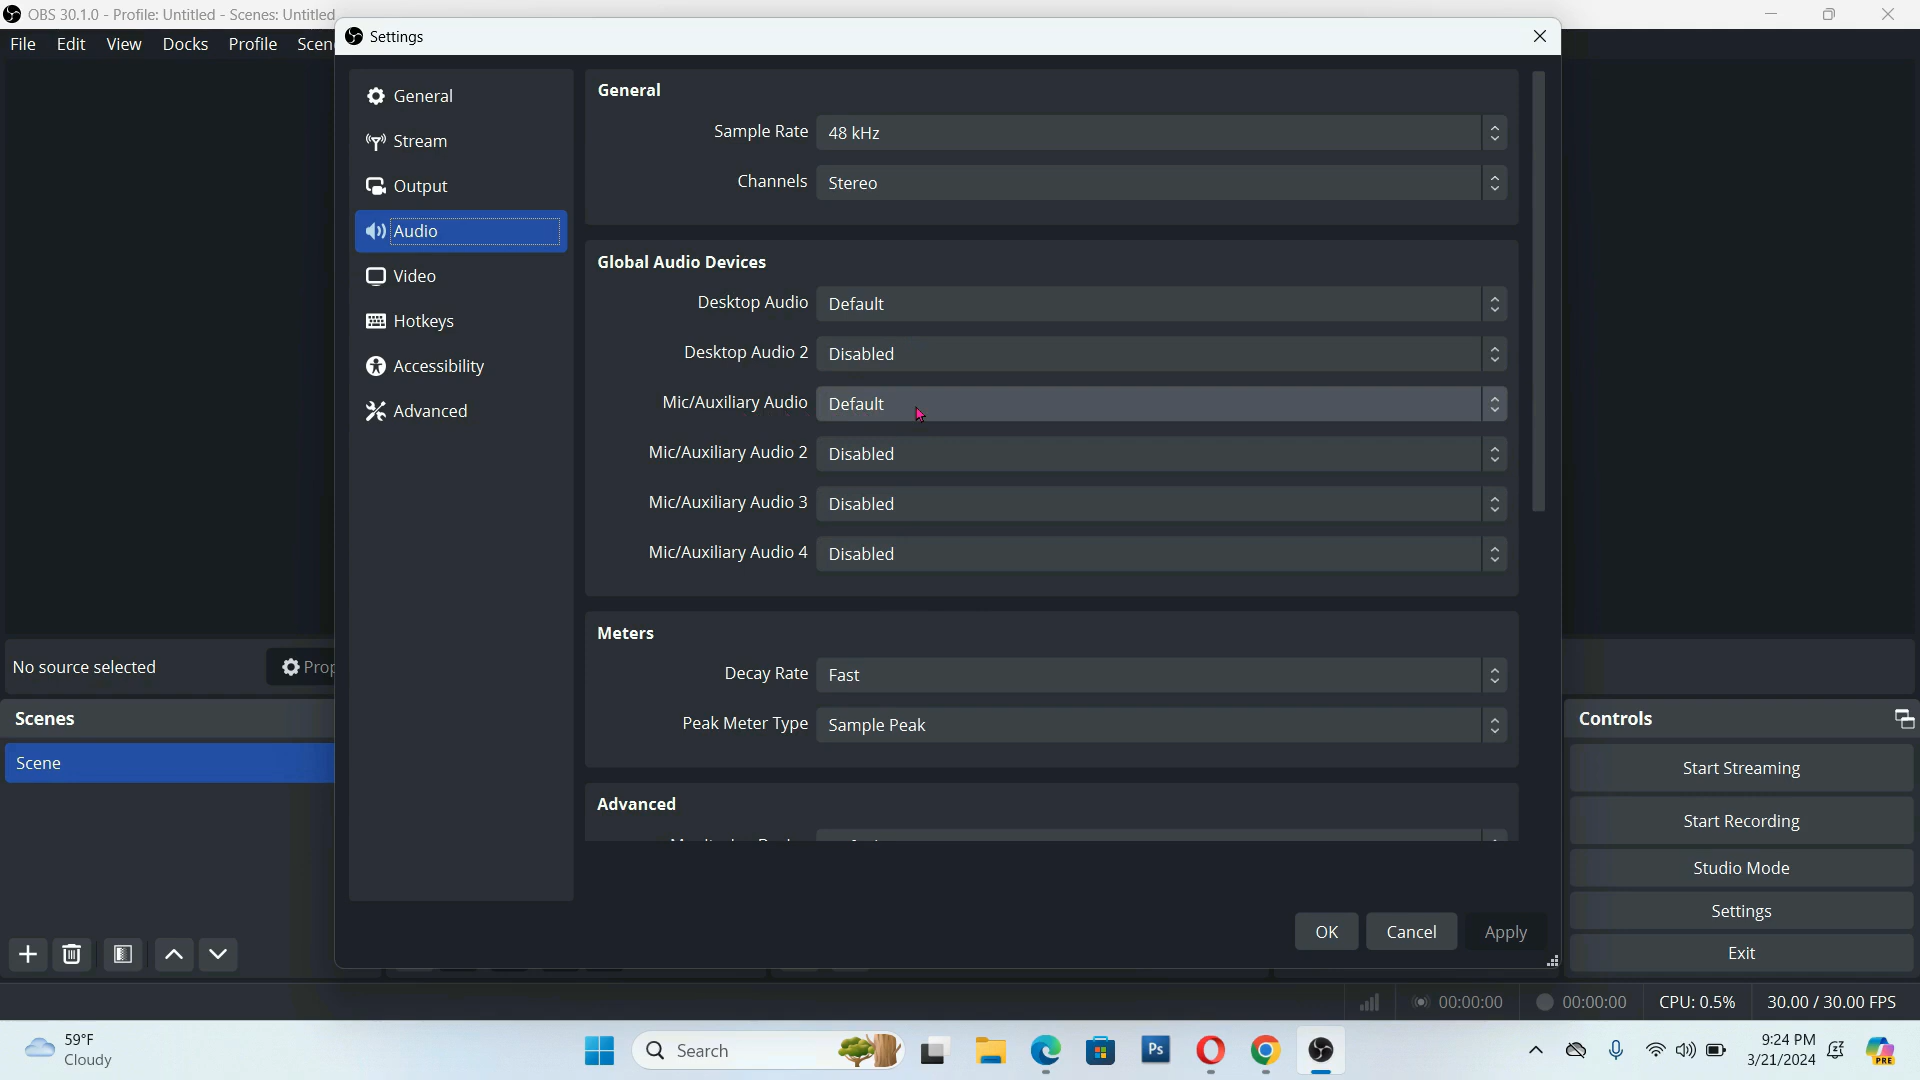 OBS 30.1.0 - Profile: Untitled - Scenes: Untitled
File Edit View Docks Profile
Settings
General
Stream
Output
Audio
Video
Hotkeys
Accessibility
Advanced
General
Sample Rate 48 kHz
Channels Stereo
Global Audio Devices
Desktop Audio Default
Desktop Audio 2 Disabled
Mic/Auxiliary Audio Default
Mic/Auxiliary Audio 2 Disabled
Mic/Auxiliary Audio 3 Disabled
Mic/Auxiliary Audio 4 Disabled
Meters
Decay Rate Fast
Peak Meter Type Sample Peak
Advanced
OK Cancel Apply
No source selected
Scenes
Scene
Controls
Start Streaming
Start Recording
Studio Mode
Settings
Exit
00:00:00 00:00:00 CPU: 0.5% 30.00 / 30.00 FPS
59°F
Cloudy
Search
Ps
9:24 PM
3/21/2024
PRE